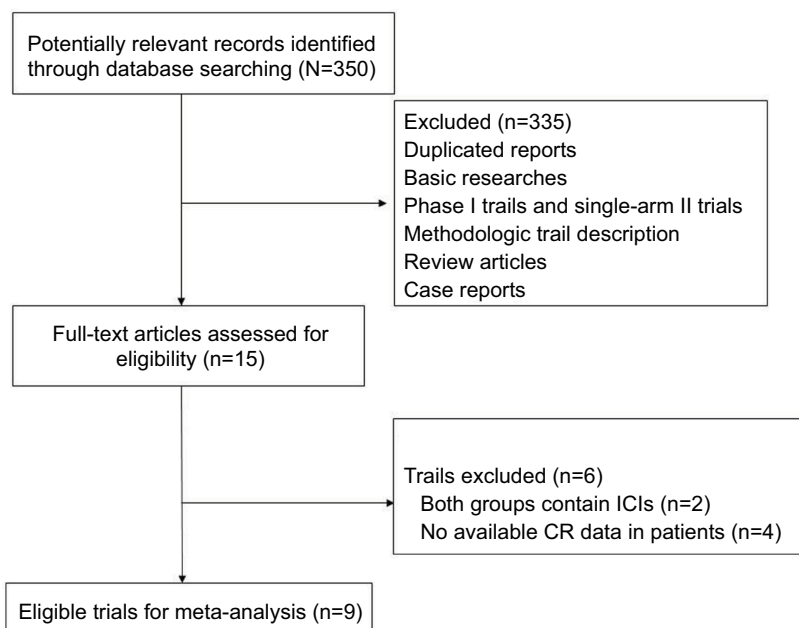 Potentially relevant records identified
through database searching (N=350)
Excluded (n=335)
Duplicated reports
Basic researches
Phase I trails and single-arm II trials
Methodologic trail description
Review articles
Case reports
Full-text articles assessed for
eligibility (n=15)
Trails excluded (n=6)
Both groups contain ICIs (n=2)
No available CR data in patients (n=4)
Eligible trials for meta-analysis (n=9)